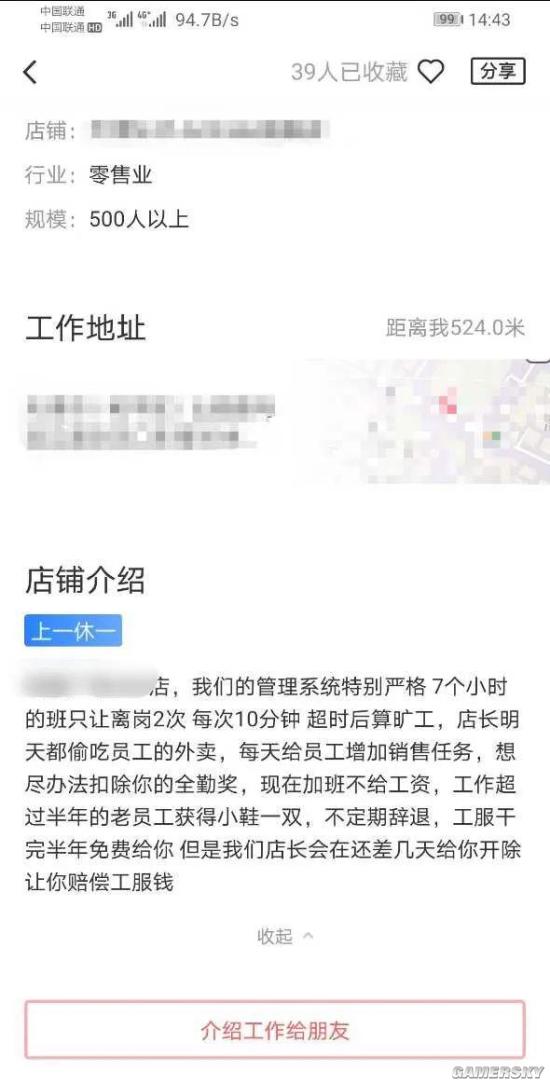 中国联通
中国联通 HD
3G 4G+ 94.7B/s 99 14:43
39人已收藏 分享
店铺：
行业： 零售业
规模： 500人以上
工作地址 距离我524.0米
店铺介绍
上一休一
店，我们的管理系统特别严格 7个小时
的班只让离岗2次 每次10分钟 超时后算旷工，店长明
天都偷吃员工的外卖，每天给员工增加销售任务，想
尽办法扣除你的全勤奖，现在加班不给工资，工作超
过半年的老员工获得小鞋一双，不定期辞退，工服干
完半年免费给你 但是我们店长会在还差几天给你开除
让你赔偿工服钱
收起
介绍工作给朋友
GAMERSKY